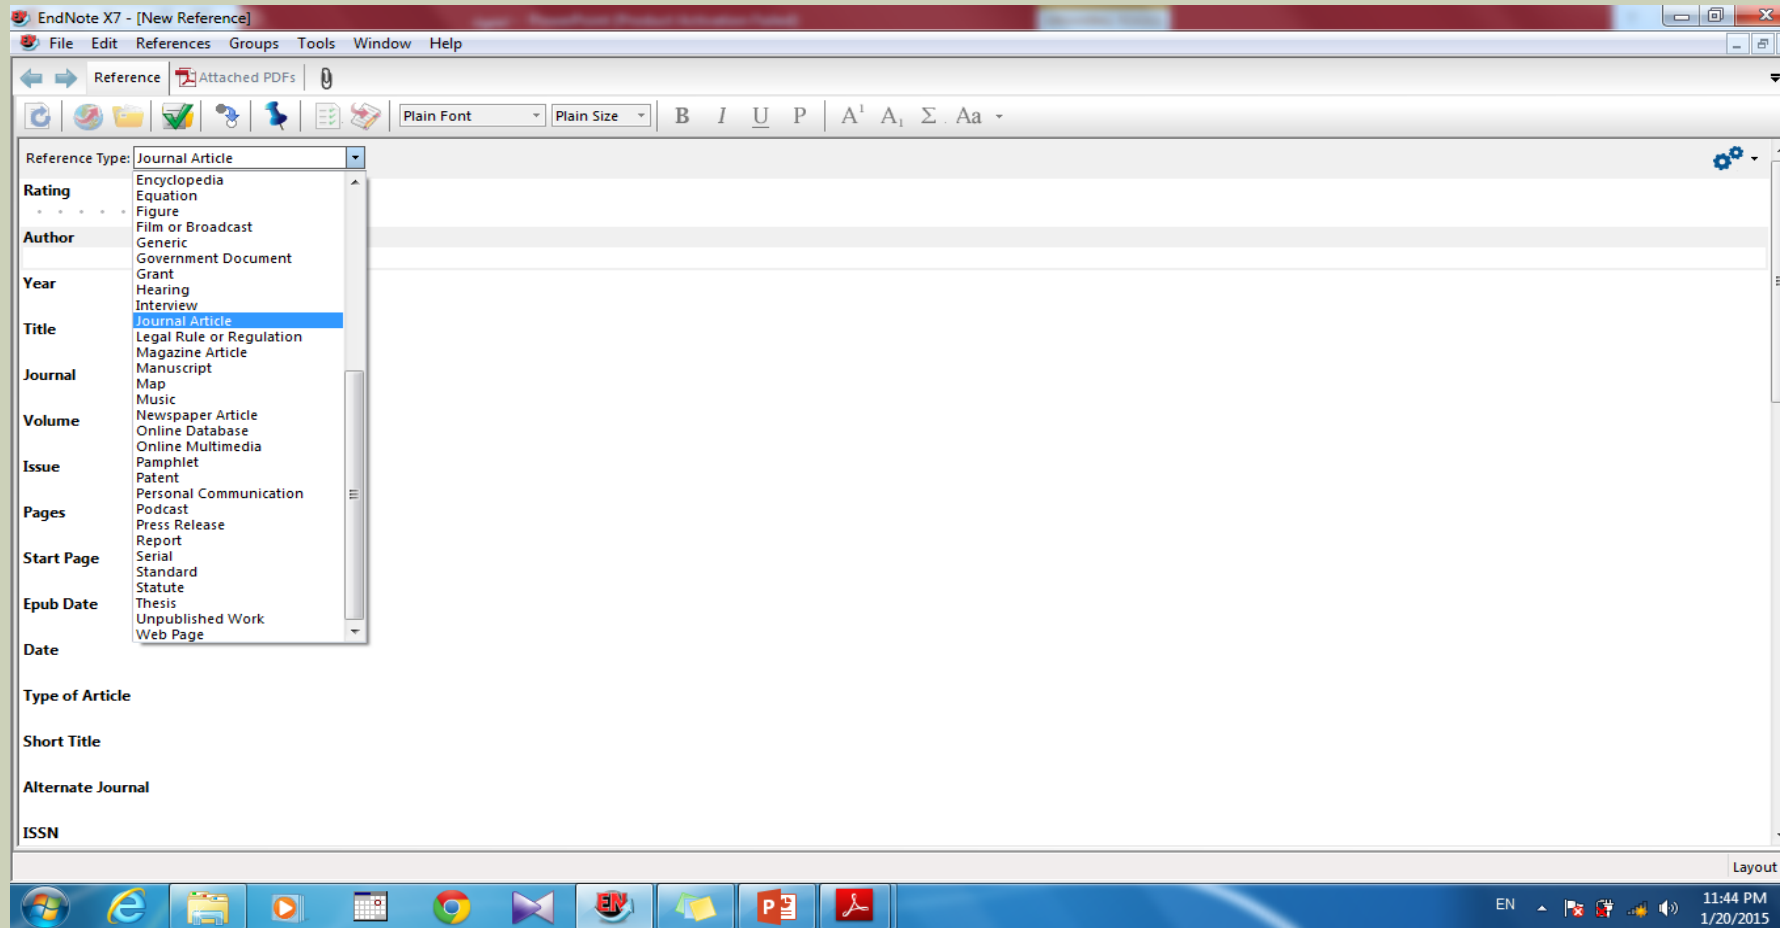 EndNote X7 - [New Reference]
File Edit References Groups Tools Window Help
Reference Attached PDFs
Plain Font Plain Size B I U P A¹ A₁ Σ Aa
Reference Type: Journal Article
Encyclopedia
Rating
Equation
Figure
Film or Broadcast
Author
Generic
Government Document
Grant
Year
Hearing
Interview
Journal Article
Title
Legal Rule or Regulation
Magazine Article
Manuscript
Journal
Map
Music
Newspaper Article
Volume
Online Database
Online Multimedia
Pamphlet
Issue
Patent
Personal Communication
Podcast
Pages
Press Release
Report
Serial
Start Page
Standard
Statute
Thesis
Epub Date
Unpublished Work
Web Page
Date
Type of Article
Short Title
Alternate Journal
ISSN
Layout
EN 11:44 PM
1/20/2015